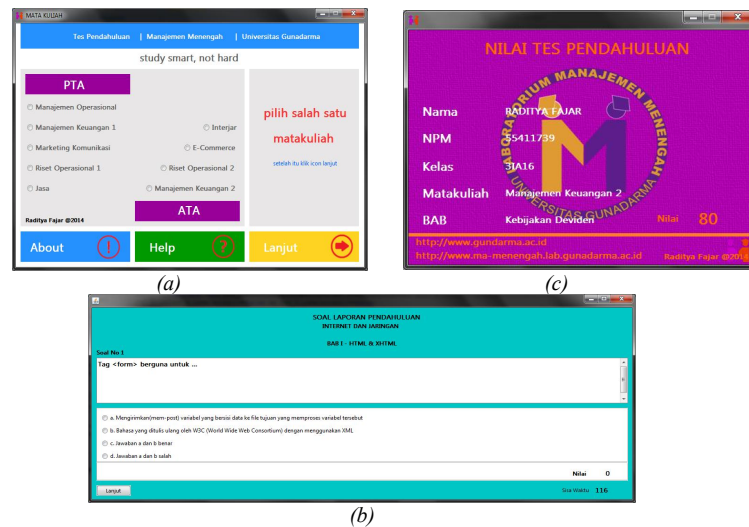 MATA KULIAH
Tes Pendahuluan | Manajemen Menengah | Universitas Gunadarma
study smart, not hard
PTA
Manajemen Operasional
Manajemen Keuangan 1
Interjar
Marketing Komunikasi
E-Commerce
Riset Operasional 1
Riset Operasional 2
Jasa
Manajemen Keuangan 2
ATA
Raditya Fajar @2014
pilih salah satu
matakuliah
setelah itu klik icon lanjut
About
Help
Lanjut
(a)
NILAI TES PENDAHULUAN
LABORATORIUM MANAJEMEN MENENGAH
UNIVERSITAS GUNADARMA
Nama RADITYA FAJAR
NPM 55411739
Kelas 3IA16
Matakuliah Manajemen Keuangan 2
BAB Kebijakan Deviden
Nilai 80
http://www.gundarma.ac.id
http://www.ma-menengah.lab.gunadarma.ac.id
Raditya Fajar @2014
(c)
SOAL LAPORAN PENDAHULUAN
INTERNET DAN JARINGAN
BAB I - HTML & XHTML
Soal No 1
Tag <form> berguna untuk ...
a. Mengirimkan(mem-post) variabel yang bersisi data ke file tujuan yang memproses variabel tersebut
b. Bahasa yang ditulis ulang oleh W3C (World Wide Web Consortium) dengan menggunakan XML
c. Jawaban a dan b benar
d. Jawaban a dan b salah
Nilai 0
Lanjut
Sisa Waktu 116
(b)